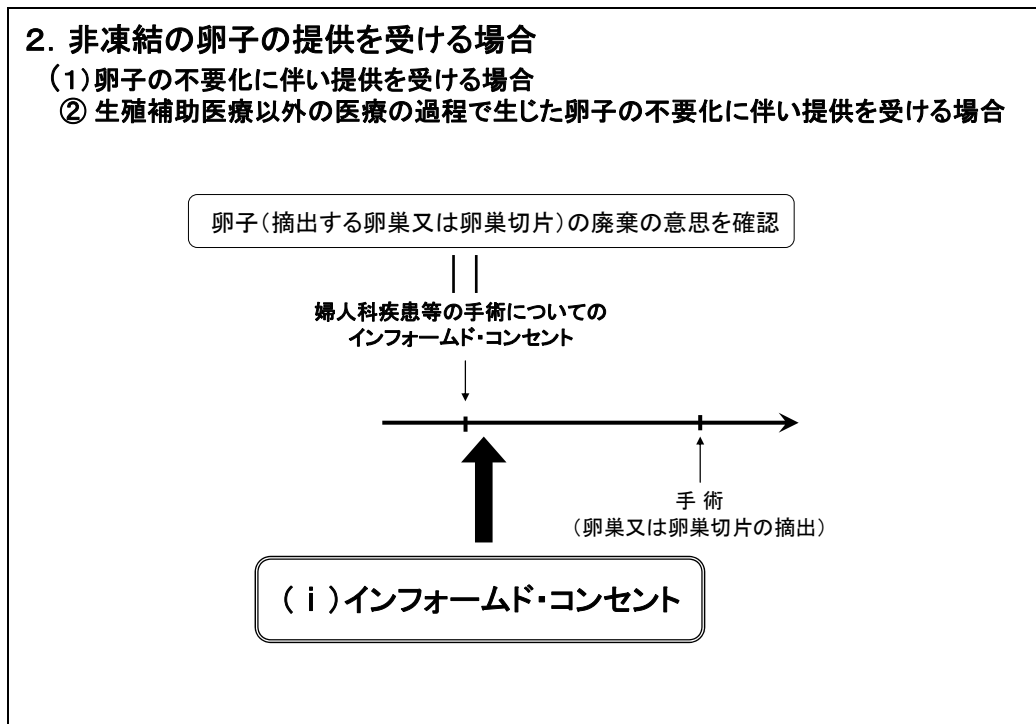 2．非凍結の卵子の提供を受ける場合
（1）卵子の不要化に伴い提供を受ける場合
② 生殖補助医療以外の医療の過程で生じた卵子の不要化に伴い提供を受ける場合
卵子（摘出する卵巣又は卵巣切片）の廃棄の意思を確認
婦人科疾患等の手術についての
インフォームド・コンセント
手 術
（卵巣又は卵巣切片の摘出）
（ｉ）インフォームド・コンセント